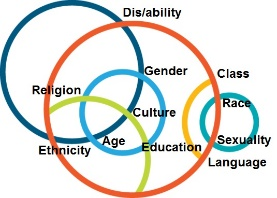 Dis/ability
Gender
Class
Religion
Race
Culture
Age
Sexuality
Ethnicity
Education
Language